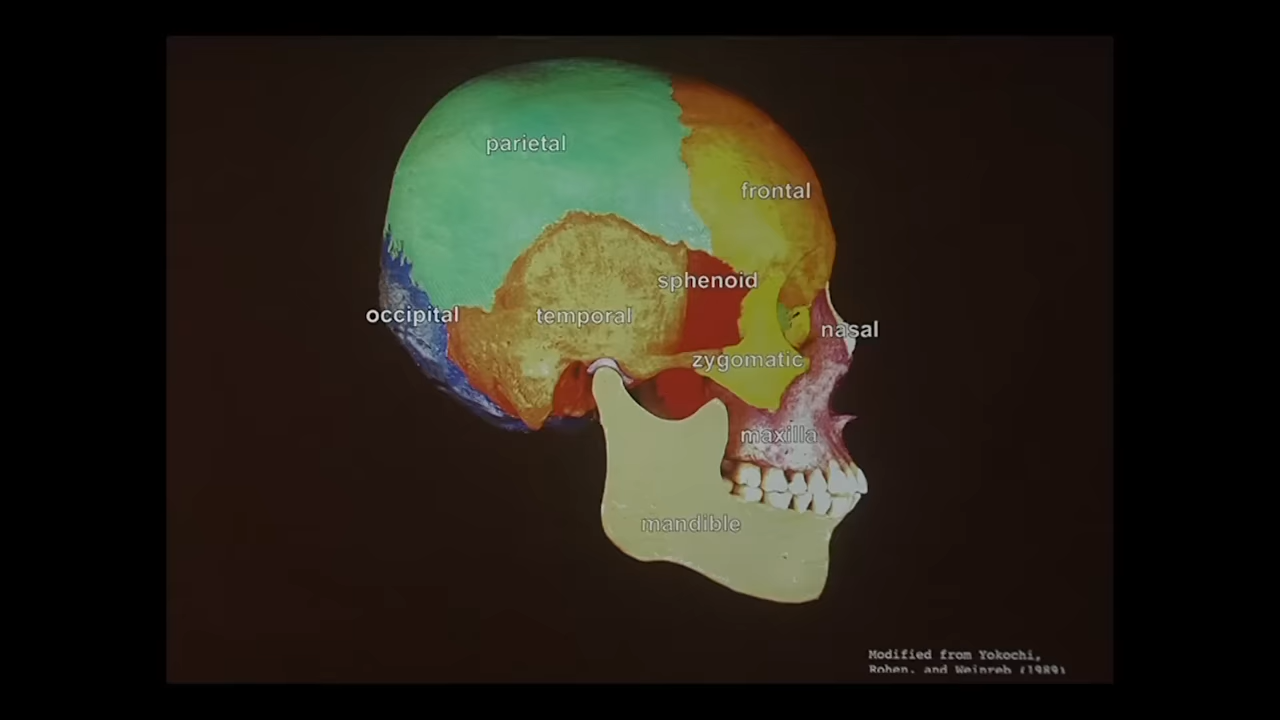 parietal
frontal
sphenoid
occipital
temporal
nasal
zygomatic
maxilla
mandible
Modified from Yokochi,
Rohen, and Weinreb (1989)